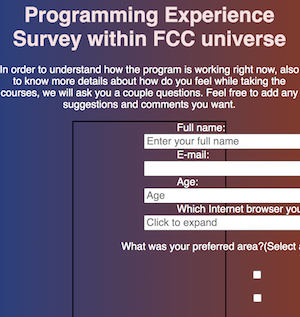 Programming Experience
Survey within FCC universe
In order to understand how the program is working right now, also
to know more details about how do you feel while taking the
courses, we will ask you a couple questions. Feel free to add any
suggestions and comments you want.
Full name:
Enter your full name
E-mail:
Age:
Age
Which Internet browser you
Click to expand
What was your preferred area?(Select a